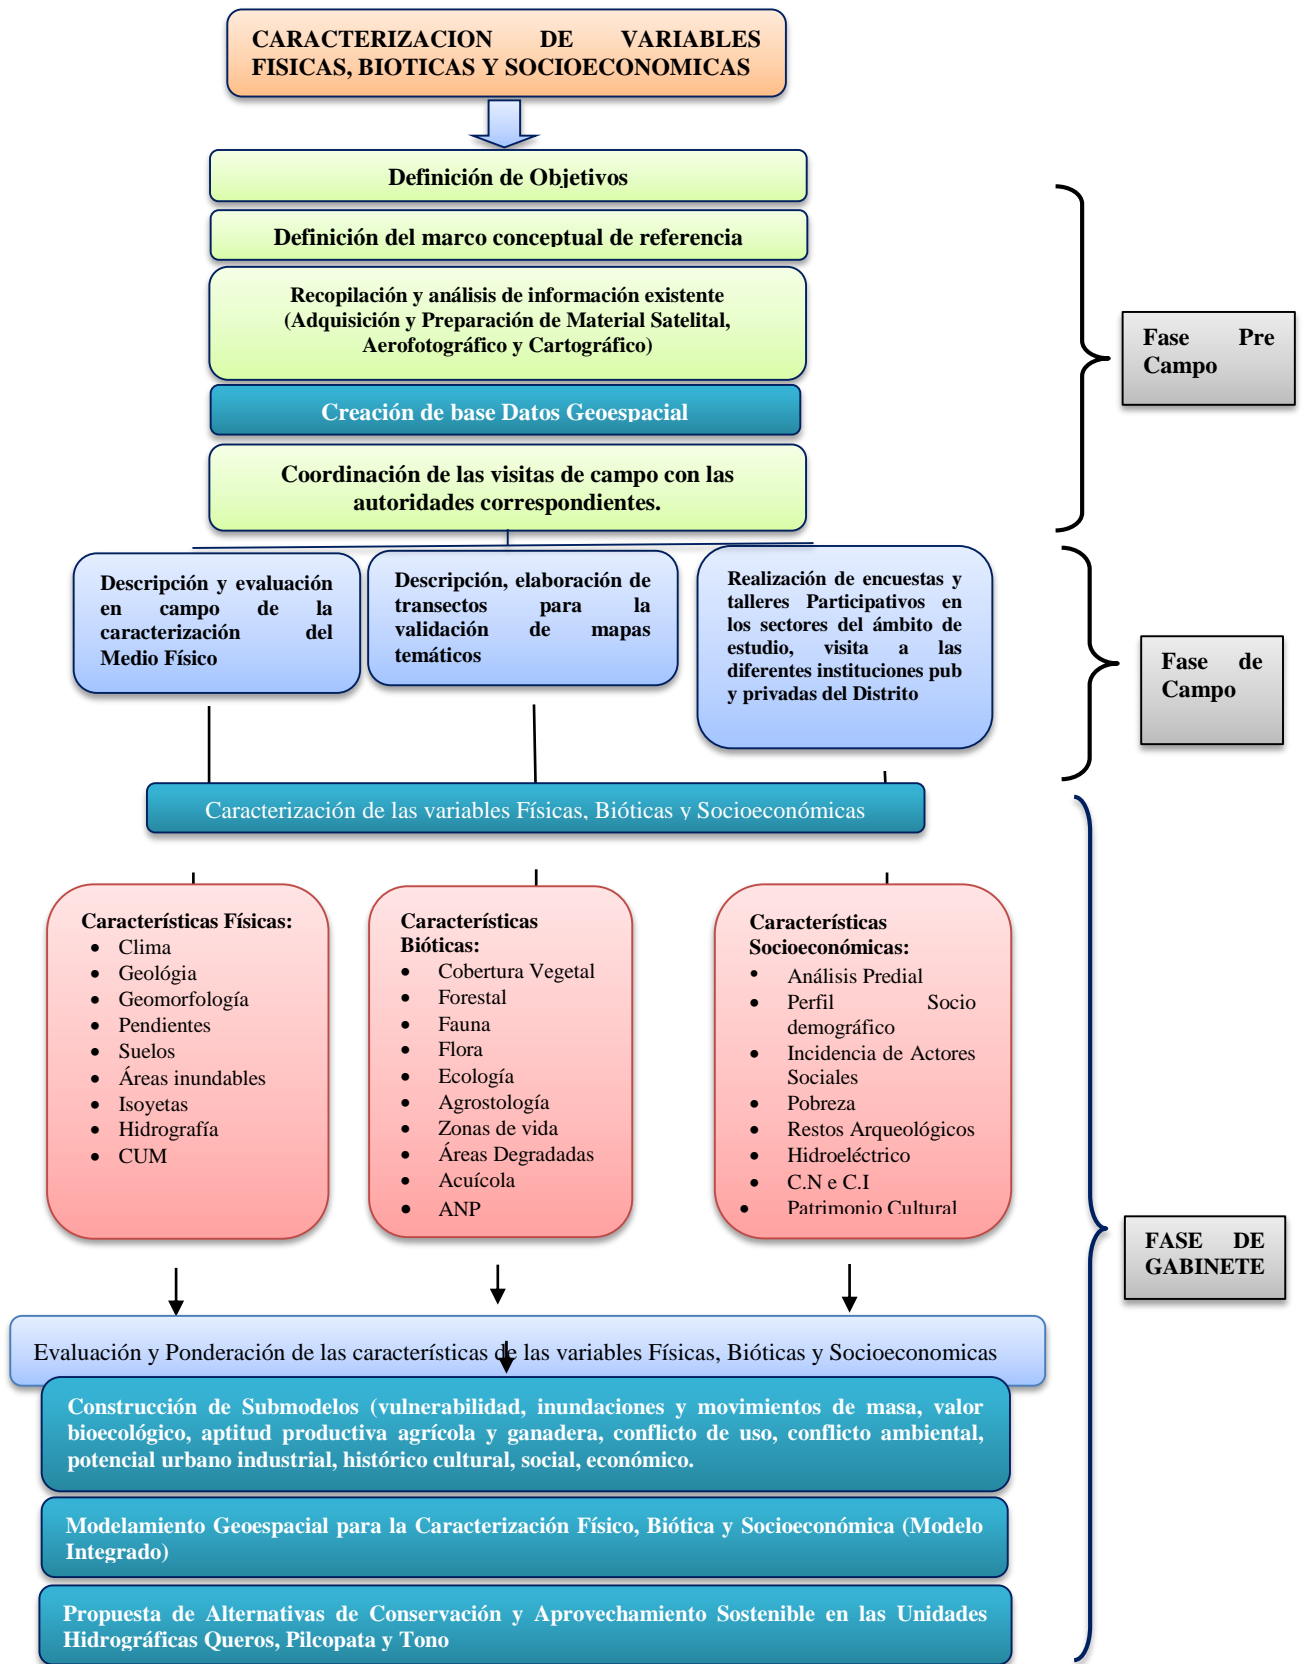 CARACTERIZACION DE VARIABLES
FISICAS, BIOTICAS Y SOCIOECONOMICAS
Definición de Objetivos
Definición del marco conceptual de referencia
Recopilación y análisis de información existente
(Adquisición y Preparación de Material Satelital,
Aerofotográfico y Cartográfico)
Creación de base Datos Geoespacial
Coordinación de las visitas de campo con las
autoridades correspondientes.
Fase Pre
Campo
Descripción y evaluación
en campo de la
caracterización del
Medio Físico
Descripción, elaboración de
transectos para la
validación de mapas
temáticos
Realización de encuestas y
talleres Participativos en
los sectores del ámbito de
estudio, visita a las
diferentes instituciones pub
y privadas del Distrito
Fase de
Campo
Caracterización de las variables Físicas, Bióticas y Socioeconómicas
Características Físicas:
• Clima
• Geológia
• Geomorfología
• Pendientes
• Suelos
• Áreas inundables
• Isoyetas
• Hidrografía
• CUM
Características
Bióticas:
• Cobertura Vegetal
• Forestal
• Fauna
• Flora
• Ecología
• Agrostología
• Zonas de vida
• Áreas Degradadas
• Acuícola
• ANP
Características
Socioeconómicas:
• Análisis Predial
• Perfil Socio
demográfico
• Incidencia de Actores
Sociales
• Pobreza
• Restos Arqueológicos
• Hidroeléctrico
• C.N e C.I
• Patrimonio Cultural
FASE DE
GABINETE
Evaluación y Ponderación de las características de las variables Físicas, Bióticas y Socioeconomicas
Construcción de Submodelos (vulnerabilidad, inundaciones y movimientos de masa, valor
bioecológico, aptitud productiva agrícola y ganadera, conflicto de uso, conflicto ambiental,
potencial urbano industrial, histórico cultural, social, económico.
Modelamiento Geoespacial para la Caracterización Físico, Biótica y Socioeconómica (Modelo
Integrado)
Propuesta de Alternativas de Conservación y Aprovechamiento Sostenible en las Unidades
Hidrográficas Queros, Pilcopata y Tono